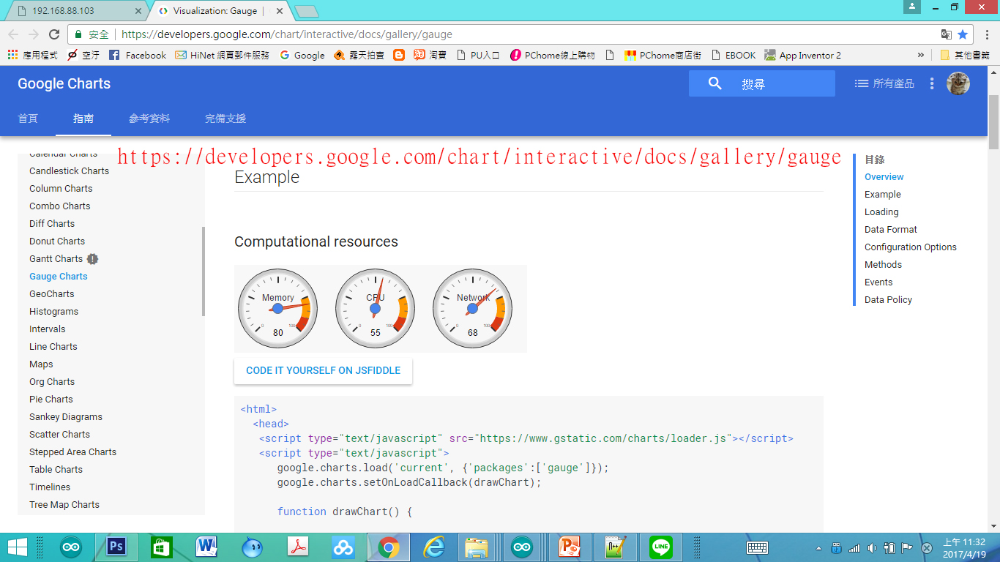 192.168.88.103
Visualization: Gauge |
安全 | https://developers.google.com/chart/interactive/docs/gallery/gauge
應用程式 空汙 Facebook HiNet 網頁郵件服務 Google 露天拍賣 淘寶 PU入口 PChome線上購物 PChome商店街 EBOOK App Inventor 2 » 其他書籤
Google Charts
搜尋
所有產品
首頁 指南 參考資料 完備支援
https://developers.google.com/chart/interactive/docs/gallery/gauge
Calendar Charts
Candlestick Charts
Column Charts
Combo Charts
Diff Charts
Donut Charts
Gantt Charts
Gauge Charts
GeoCharts
Histograms
Intervals
Line Charts
Maps
Org Charts
Pie Charts
Sankey Diagrams
Scatter Charts
Stepped Area Charts
Table Charts
Timelines
Tree Map Charts
Example
Computational resources
Memory
0 100
80
CPU
0 100
55
Network
0 100
68
CODE IT YOURSELF ON JSFIDDLE
<html>
<head>
<script type="text/javascript" src="https://www.gstatic.com/charts/loader.js"></script>
<script type="text/javascript">
google.charts.load('current', {'packages':['gauge']});
google.charts.setOnLoadCallback(drawChart);
function drawChart() {
目錄
Overview
Example
Loading
Data Format
Configuration Options
Methods
Events
Data Policy
Ps
LINE
上午 11:32
2017/4/19